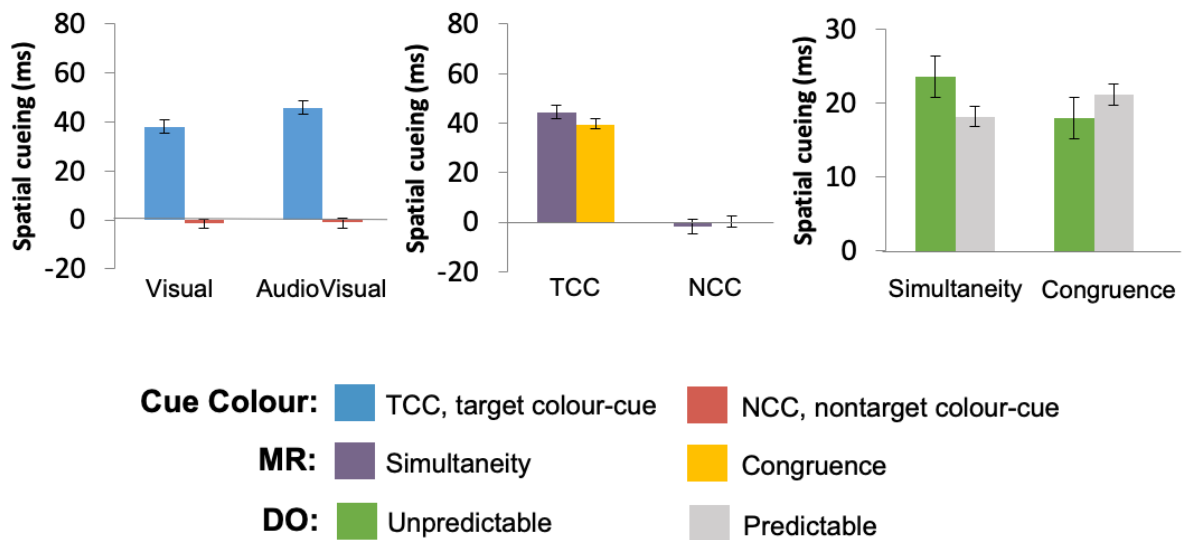 Spatial cueing (ms)
80
60
40
20
0
-20
Visual
AudioVisual
Spatial cueing (ms)
80
60
40
20
0
-20
TCC
NCC
Spatial cueing (ms)
30
20
10
0
Simultaneity
Congruence
Cue Colour: TCC, target colour-cue NCC, nontarget colour-cue
MR: Simultaneity Congruence
DO: Unpredictable Predictable